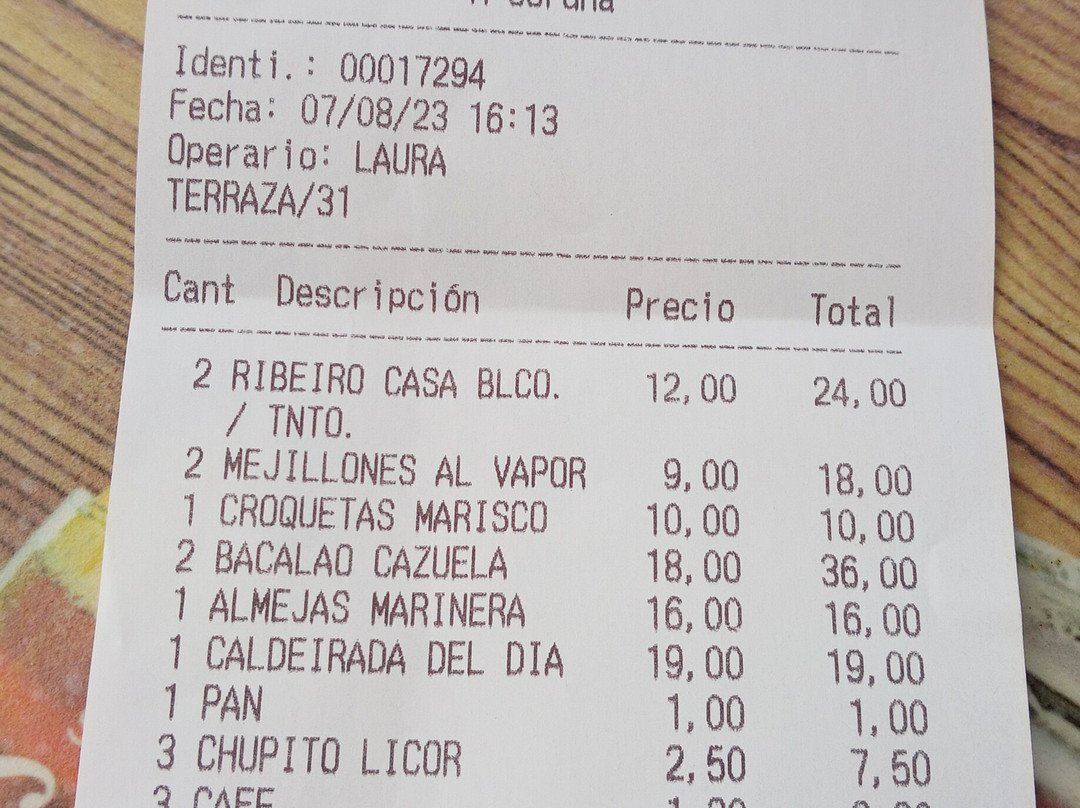 Identi.: 00017294
Fecha: 07/08/23 16:13
Operario: LAURA
TERRAZA/31
Cant Descripción Precio Total
2 RIBEIRO CASA BLCO. 12,00 24,00
/ TNTO.
2 MEJILLONES AL VAPOR 9,00 18,00
1 CROQUETAS MARISCO 10,00 10,00
2 BACALAO CAZUELA 18,00 36,00
1 ALMEJAS MARINERA 16,00 16,00
1 CALDEIRADA DEL DIA 19,00 19,00
1 PAN 1,00 1,00
3 CHUPITO LICOR 2,50 7,50
3 CAFE